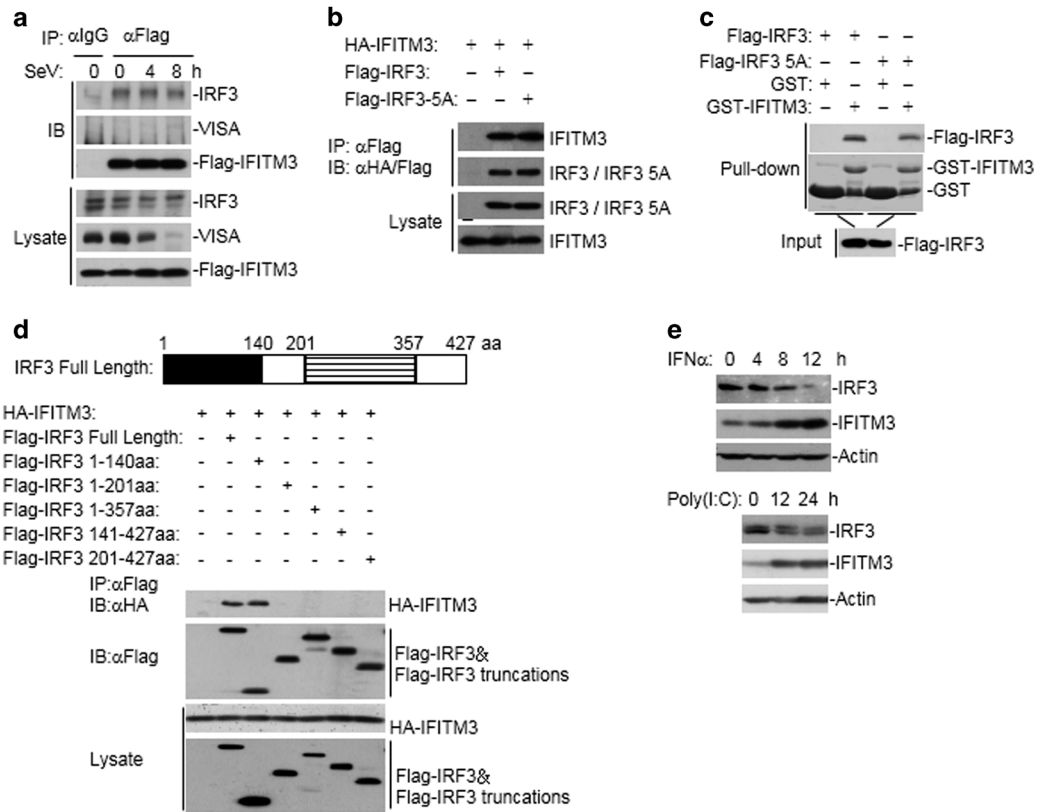 a
IP: αIgG αFlag
SeV: 0 0 4 8 h
IB
-IRF3
-VISA
-Flag-IFITM3
Lysate
-IRF3
-VISA
-Flag-IFITM3
b
HA-IFITM3: + + +
Flag-IRF3: - + -
Flag-IRF3-5A: - - +
IP: αFlag
IB: αHA/Flag
IFITM3
IRF3 / IRF3 5A
Lysate
IRF3 / IRF3 5A
IFITM3
c
Flag-IRF3: + + - -
Flag-IRF3 5A: - - + +
GST: + - + -
GST-IFITM3: - + - +
Pull-down
-Flag-IRF3
-GST-IFITM3
-GST
Input
-Flag-IRF3
d
1 140 201 357 427 aa
IRF3 Full Length:
HA-IFITM3: + + + + + + +
Flag-IRF3 Full Length: - + - - - - -
Flag-IRF3 1-140aa: - - + - - - -
Flag-IRF3 1-201aa: - - - + - - -
Flag-IRF3 1-357aa: - - - - + - -
Flag-IRF3 141-427aa: - - - - - + -
Flag-IRF3 201-427aa: - - - - - - +
IP:αFlag
IB:αHA
HA-IFITM3
IB:αFlag
Flag-IRF3&
Flag-IRF3 truncations
Lysate
HA-IFITM3
Flag-IRF3&
Flag-IRF3 truncations
e
IFNα: 0 4 8 12 h
-IRF3
-IFITM3
-Actin
Poly(I:C): 0 12 24 h
-IRF3
-IFITM3
-Actin